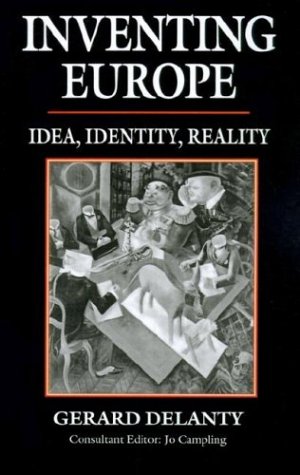 INVENTING
EUROPE
IDEA, IDENTITY, REALITY
GERARD DELANTY
Consultant Editor: Jo Campling